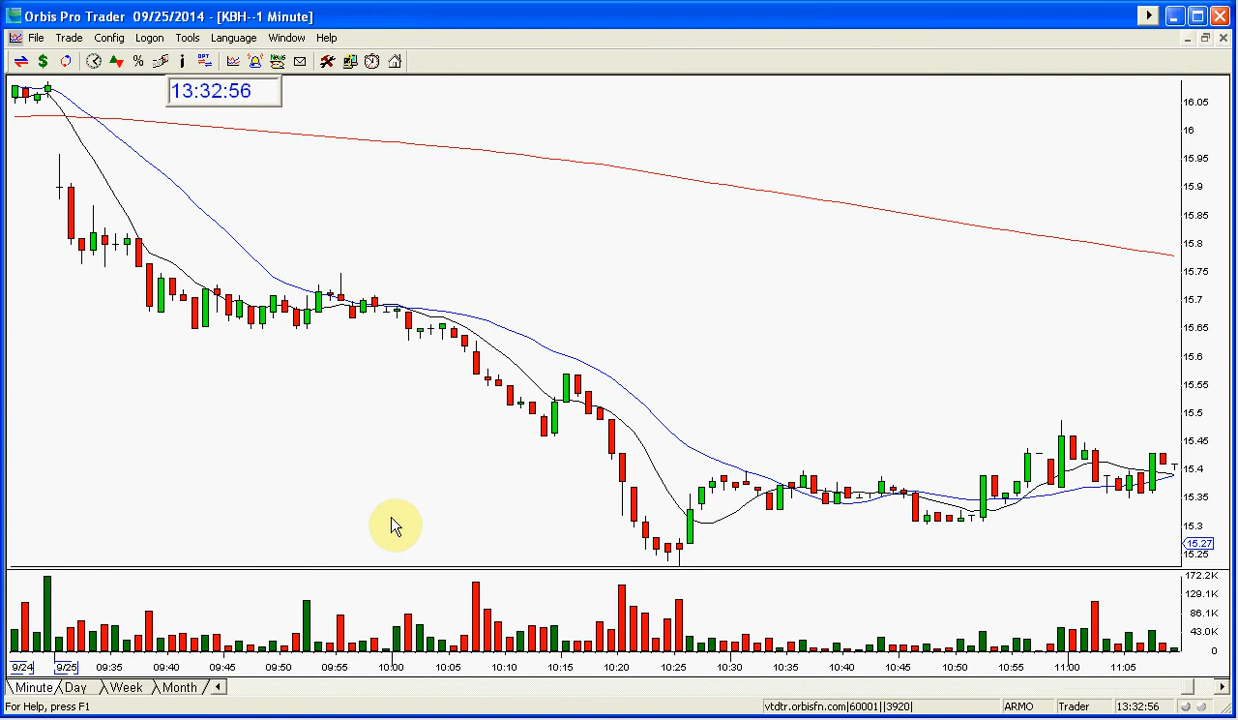 Orbis Pro Trader 09/25/2014 - [KBH--1 Minute]
File Trade Config Logon Tools Language Window Help
OPT
News
13:32:56
16.05
16
15.95
15.9
15.85
15.8
15.75
15.7
15.65
15.6
15.55
15.5
15.45
15.4
15.35
15.3
15.27
15.25
172.2K
129.1K
86.1K
43.0K
0
9/24 9/25 09:35 09:40 09:45 09:50 09:55 10:00 10:05 10:10 10:15 10:20 10:25 10:30 10:35 10:40 10:45 10:50 10:55 11:00 11:05
Minute Day Week Month
For Help, press F1 vtdtr.orbisfn.com|60001||3920| ARMO Trader 13:32:56